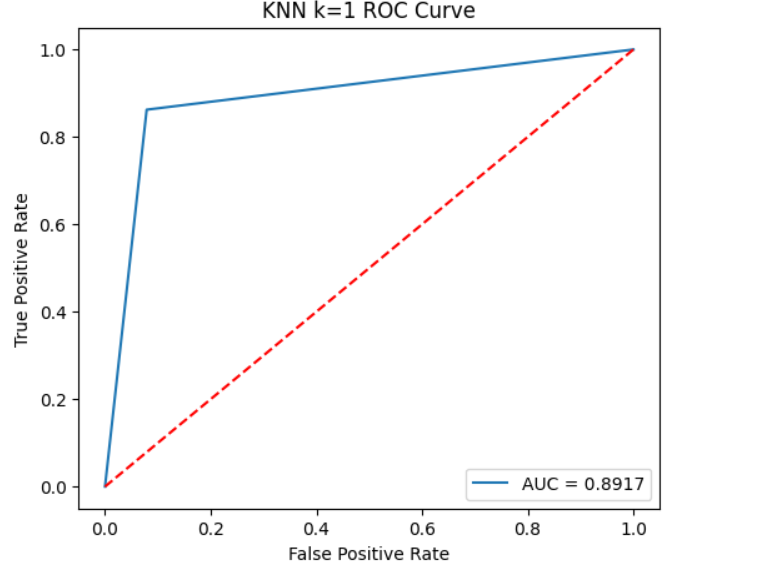 KNN k=1 ROC Curve
True Positive Rate
1.0
0.8
0.6
0.4
0.2
0.0
AUC = 0.8917
0.0 0.2 0.4 0.6 0.8 1.0
False Positive Rate